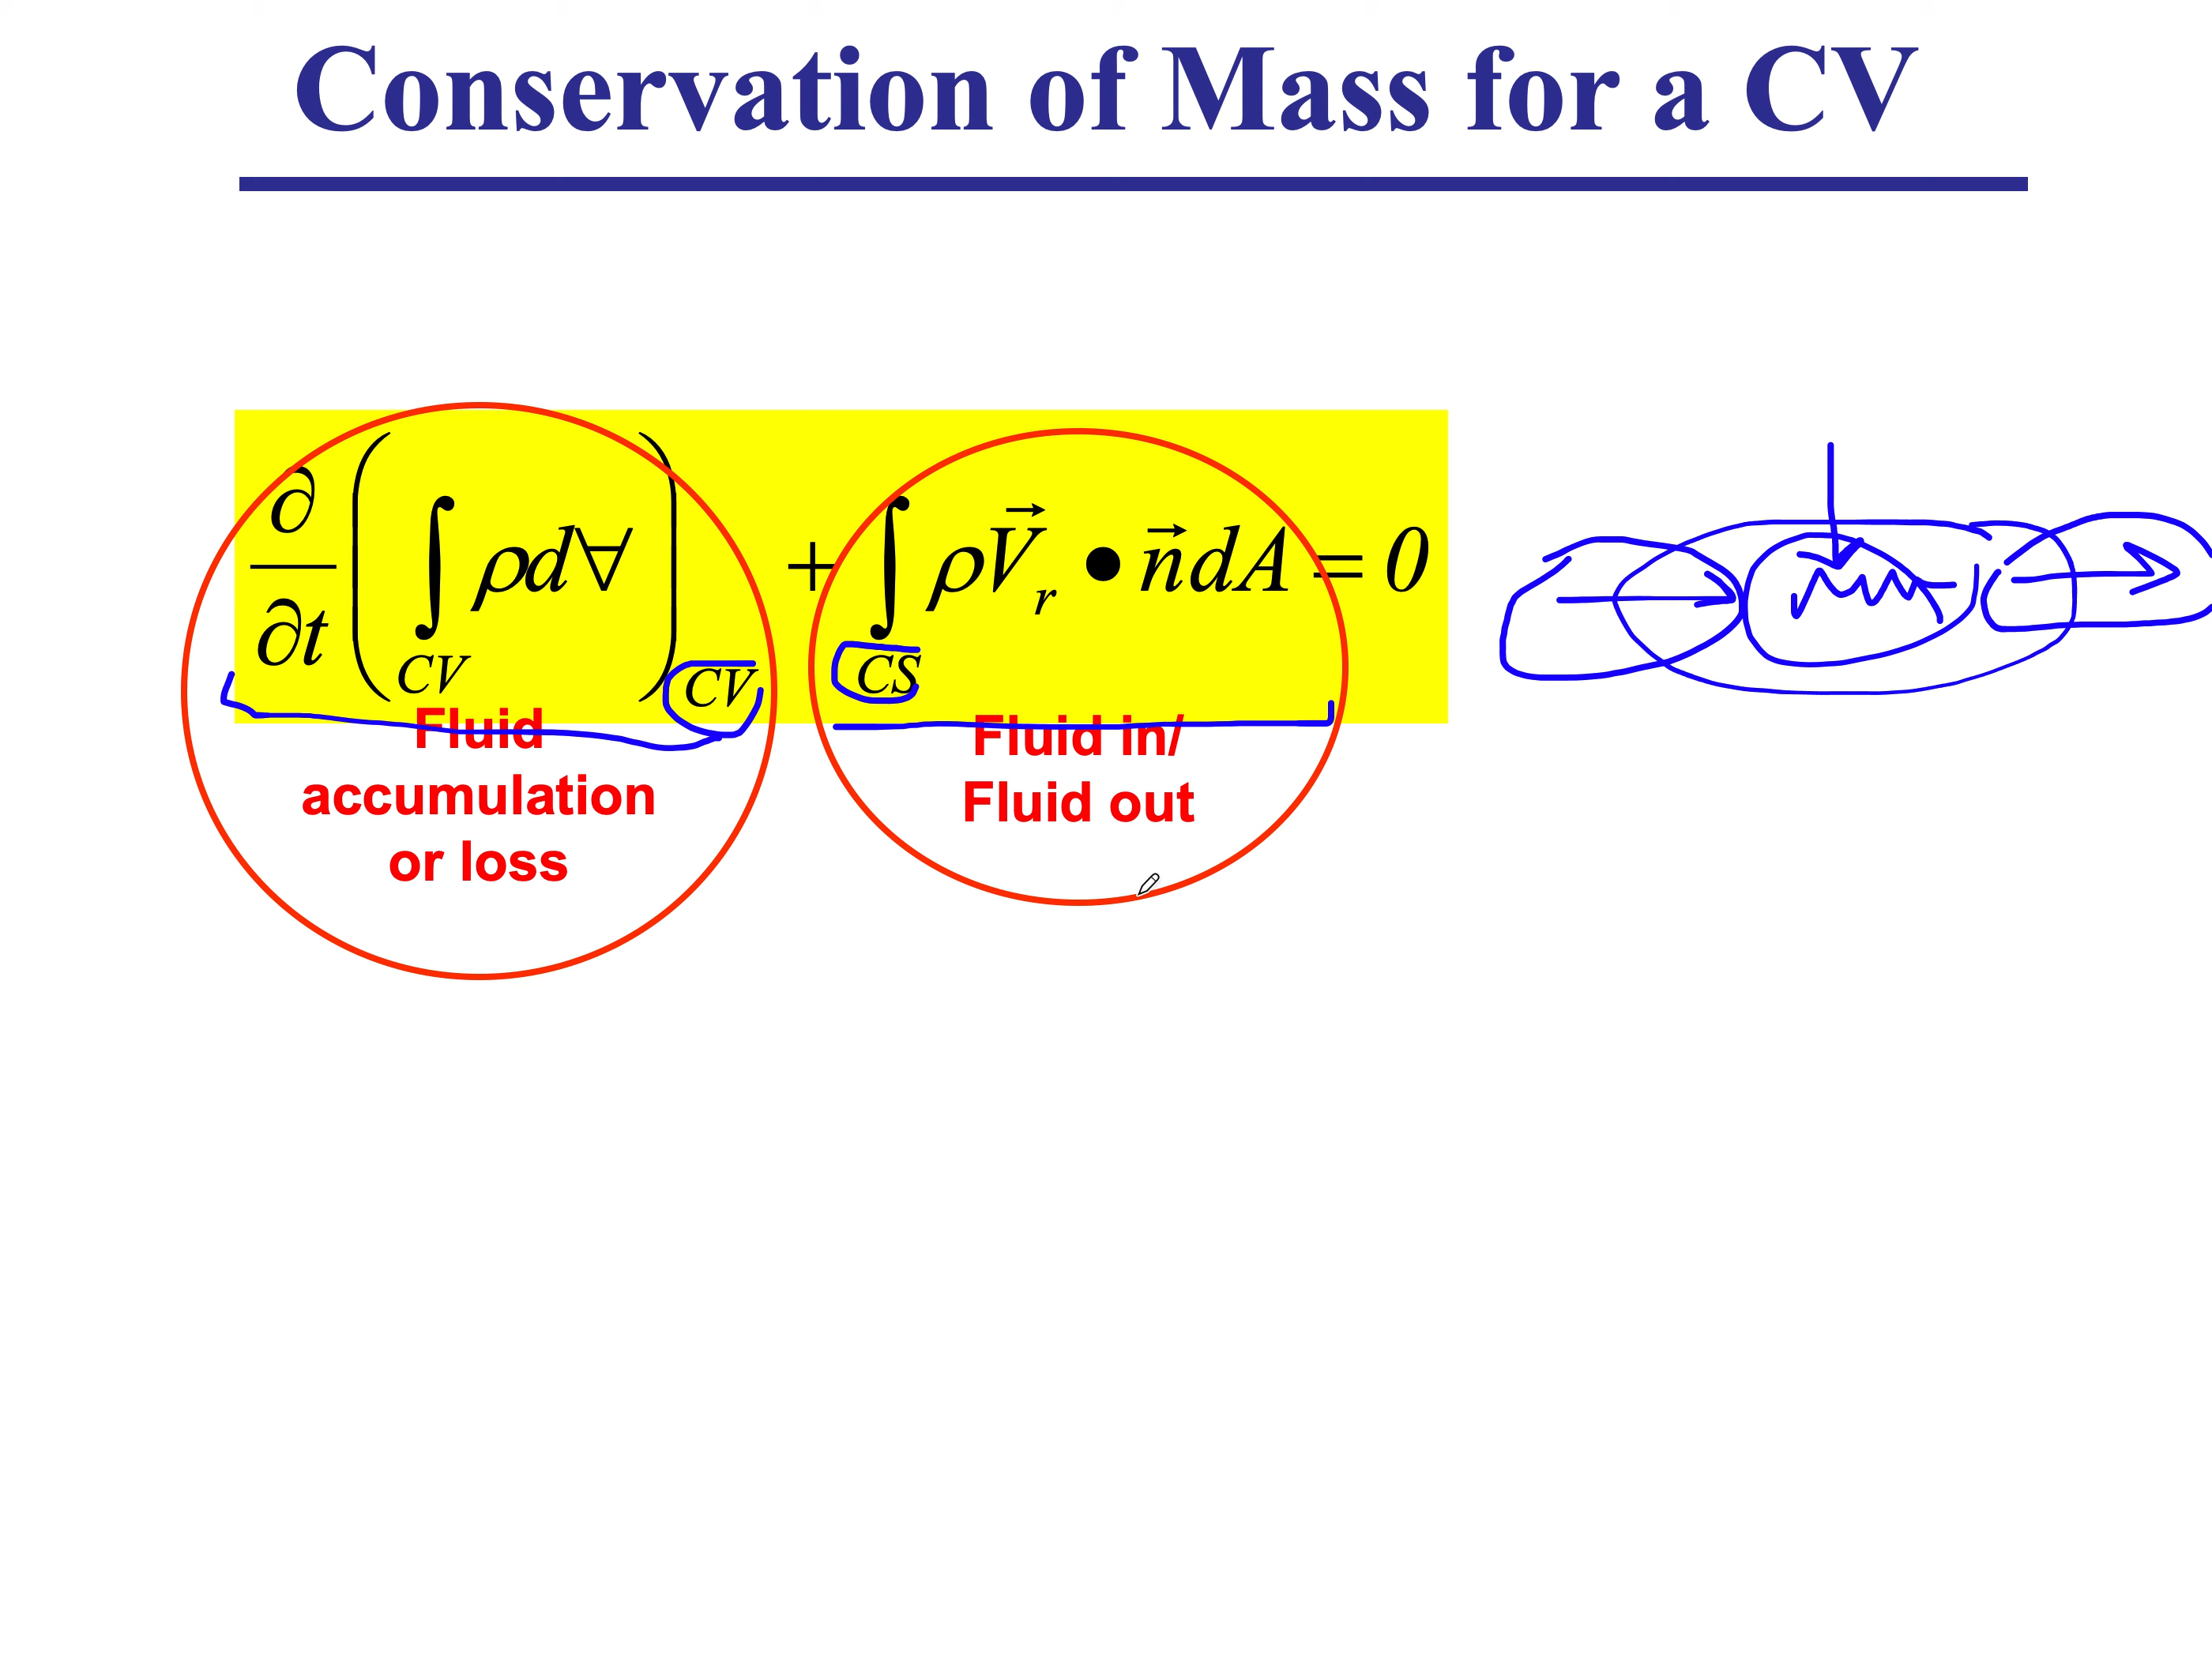 Conservation of Mass for a CV
∂/∂t ( ∫ ρd∀ ) + ∫ ρV⃗r • n⃗dA = 0
CV CV CS
Fluid
accumulation
or loss
Fluid in/
Fluid out